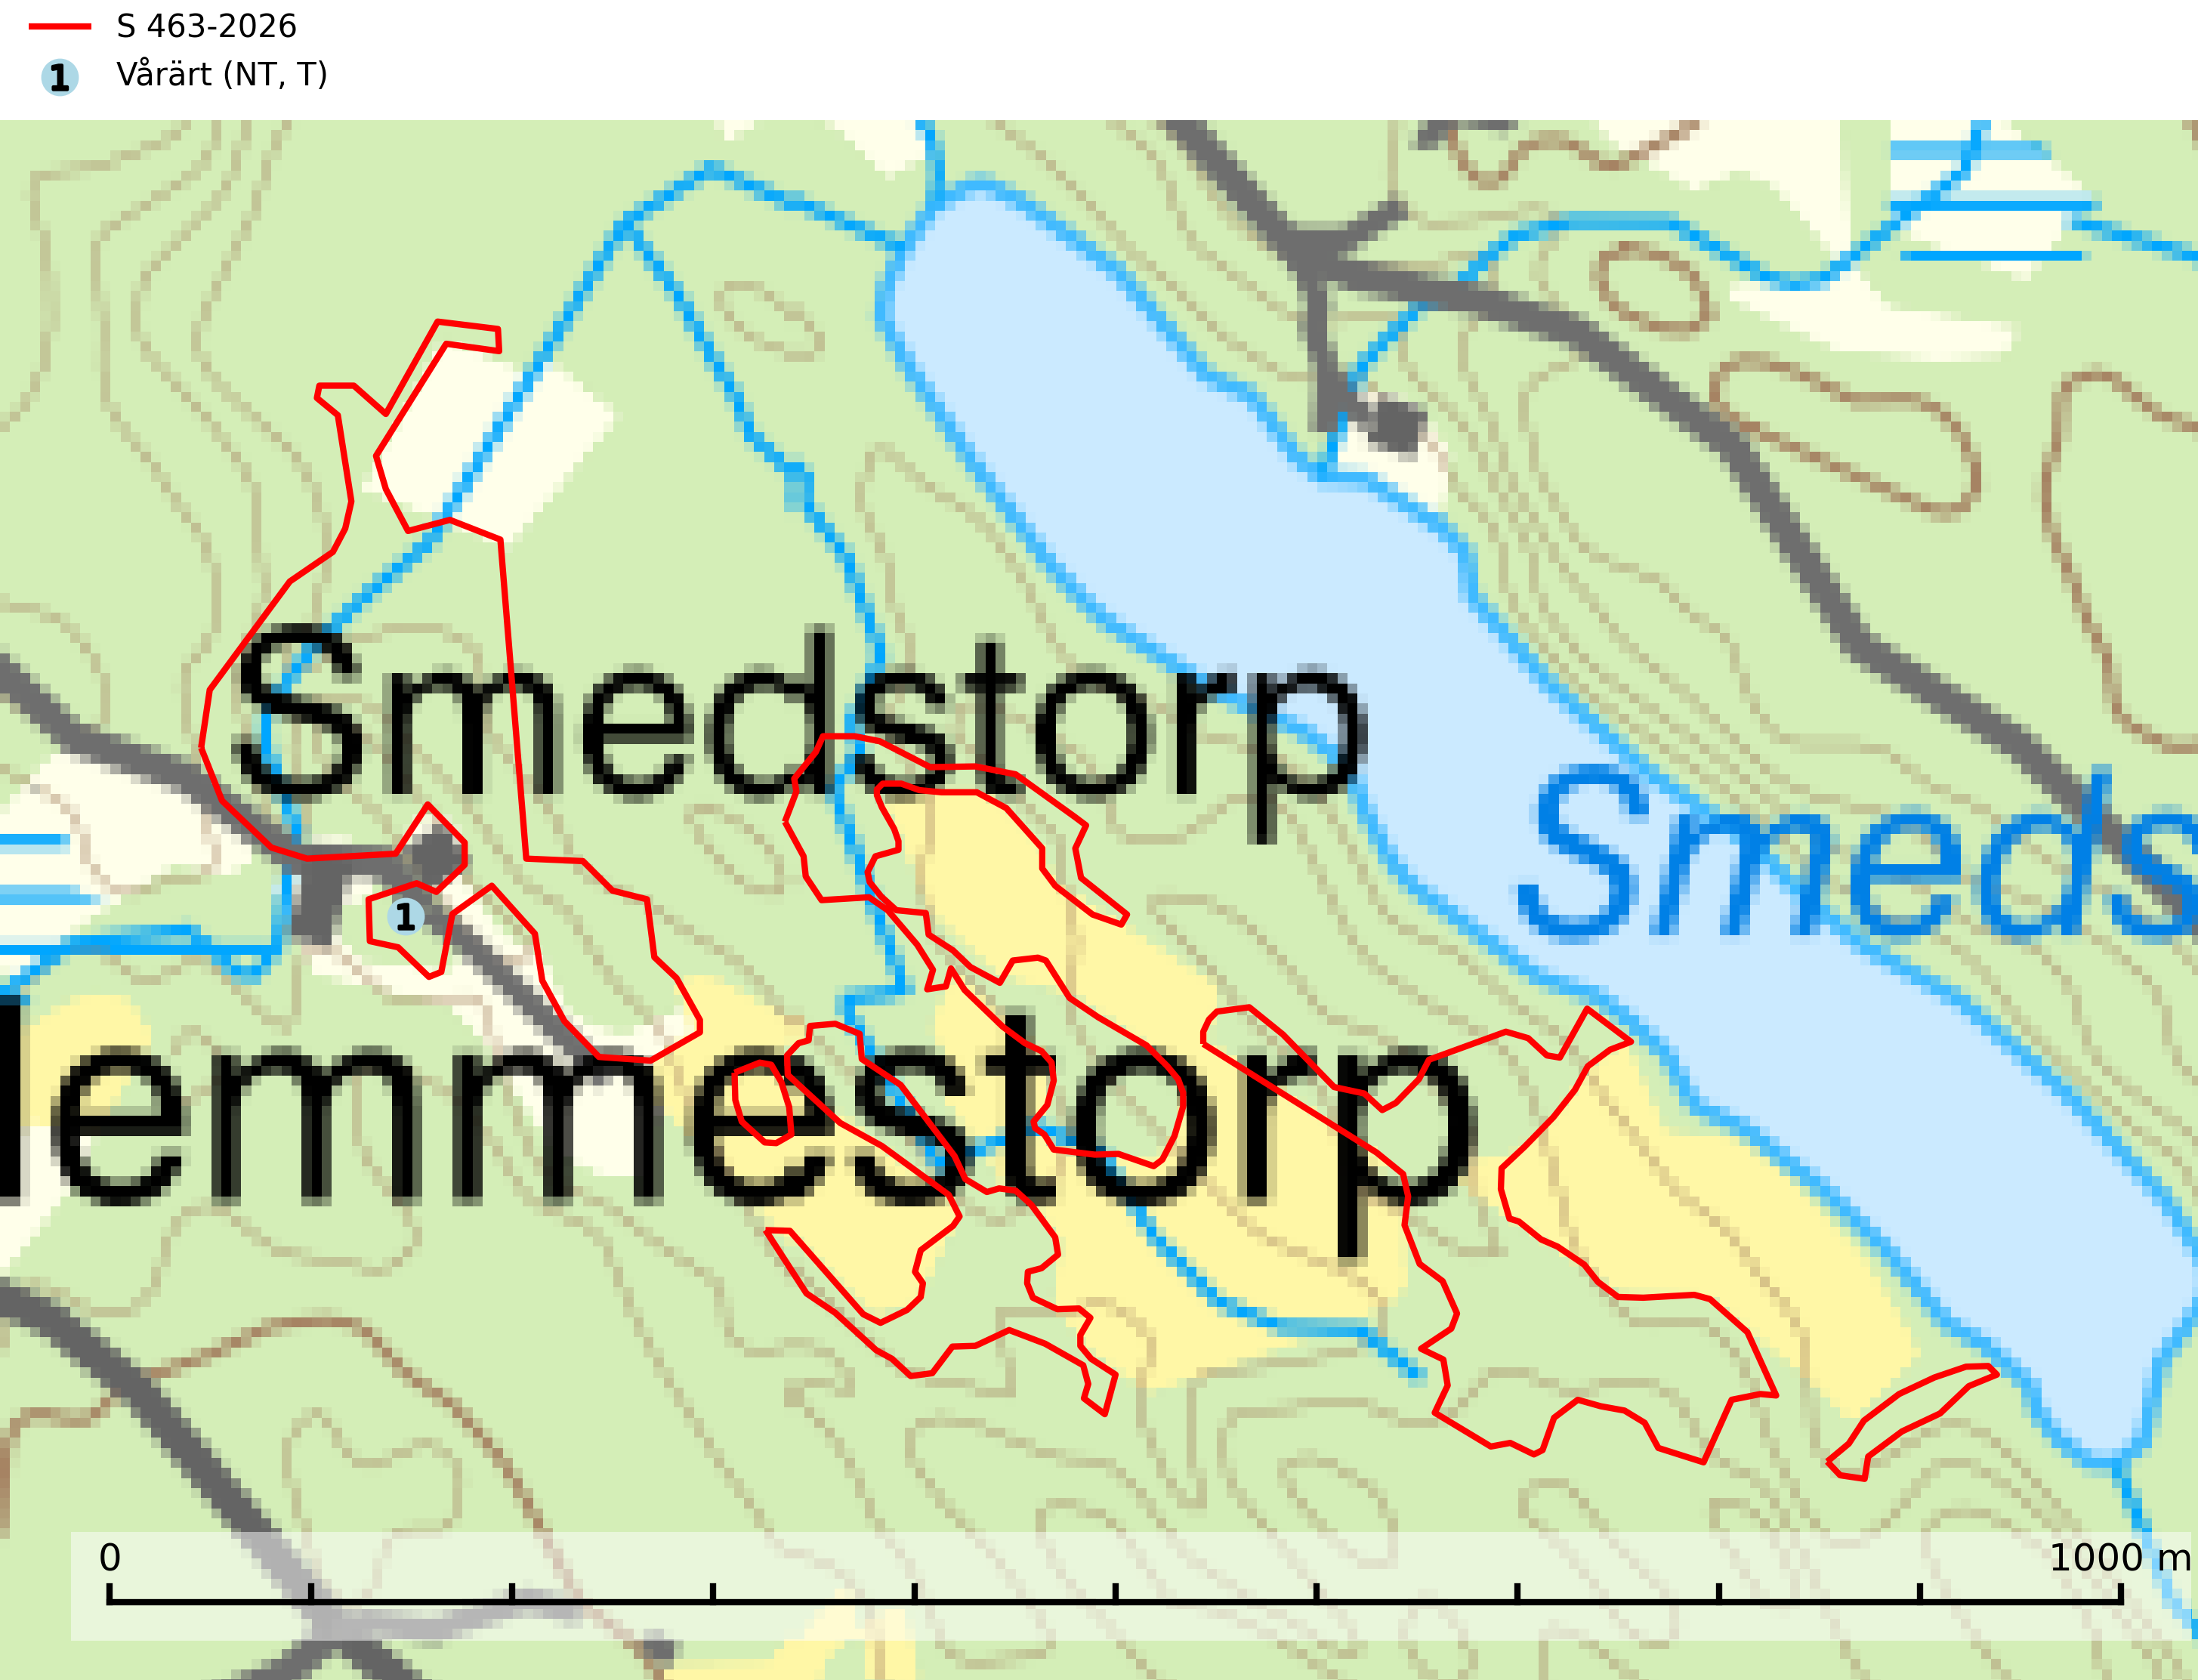 S 463-2026
1 Vårärt (NT, T)
Smedstorp
Smeds
1
lemmestorp
0 1000 m